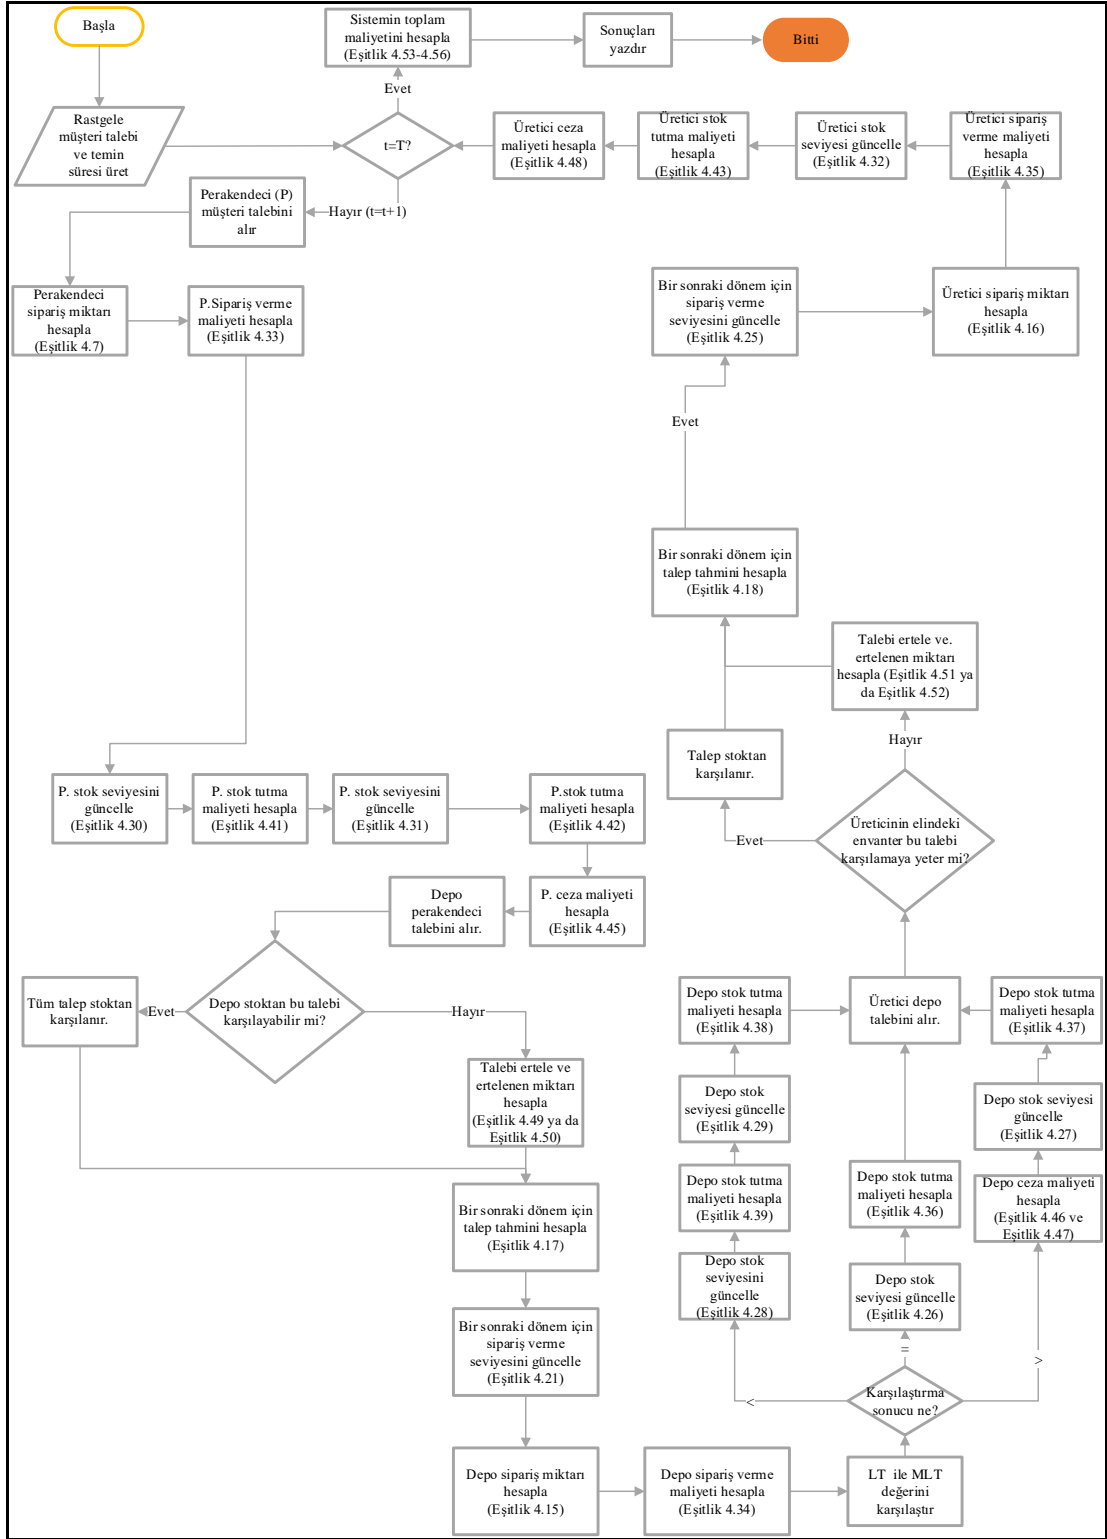 Başla
Sistemin toplam
maliyetini hesapla
(Eşitlik 4.53-4.56)
Sonuçları
yazdır
Bitti
Evet
Rastgele
müşteri talebi
ve temin
süresi üret
t=T?
Üretici ceza
maliyeti hesapla
(Eşitlik 4.48)
Üretici stok
tutma maliyeti
hesapla
(Eşitlik 4.43)
Üretici stok
seviyesi güncelle
(Eşitlik 4.32)
Üretici sipariş
verme maliyeti
hesapla
(Eşitlik 4.35)
Hayır (t=t+1)
Perakendeci (P)
müşteri talebini
alır
Perakendeci
sipariş miktarı
hesapla
(Eşitlik 4.7)
P.Sipariş verme
maliyeti hesapla
(Eşitlik 4.33)
Bir sonraki dönem için
sipariş verme
seviyesini güncelle
(Eşitlik 4.25)
Üretici sipariş miktarı
hesapla
(Eşitlik 4.16)
Evet
Bir sonraki dönem için
talep tahmini hesapla
(Eşitlik 4.18)
Talebi ertele ve.
ertelenen miktarı
hesapla (Eşitlik 4.51 ya
da Eşitlik 4.52)
Hayır
Talep stoktan
karşılanır.
Evet
Üreticinin elindeki
envanter bu talebi
karşılamaya yeter mi?
P. stok seviyesini
güncelle
(Eşitlik 4.30)
P. stok tutma
maliyeti hesapla
(Eşitlik 4.41)
P. stok seviyesini
güncelle
(Eşitlik 4.31)
P.stok tutma
maliyeti hesapla
(Eşitlik 4.42)
P. ceza maliyeti
hesapla
(Eşitlik 4.45)
Depo
perakendeci
talebini alır.
Depo stoktan bu talebi
karşılayabilir mi?
Evet
Tüm talep stoktan
karşılanır.
Hayır
Talebi ertele ve
ertelenen miktarı
hesapla
(Eşitlik 4.49 ya da
Eşitlik 4.50)
Bir sonraki dönem için
talep tahmini hesapla
(Eşitlik 4.17)
Bir sonraki dönem için
sipariş verme
seviyesini güncelle
(Eşitlik 4.21)
Depo sipariş miktarı
hesapla
(Eşitlik 4.15)
Depo sipariş verme
maliyeti hesapla
(Eşitlik 4.34)
LT ile MLT
değerini
karşılaştır
Karşılaştırma
sonucu ne?
<
=
>
Depo stok
seviyesini
güncelle
(Eşitlik 4.28)
Depo stok tutma
maliyeti hesapla
(Eşitlik 4.39)
Depo stok
seviyesi güncelle
(Eşitlik 4.29)
Depo stok tutma
maliyeti hesapla
(Eşitlik 4.38)
Depo stok
seviyesi güncelle
(Eşitlik 4.26)
Depo stok tutma
maliyeti hesapla
(Eşitlik 4.36)
Depo ceza maliyeti
hesapla
(Eşitlik 4.46 ve
Eşitlik 4.47)
Depo stok seviyesi
güncelle
(Eşitlik 4.27)
Depo stok tutma
maliyeti hesapla
(Eşitlik 4.37)
Üretici depo
talebini alır.